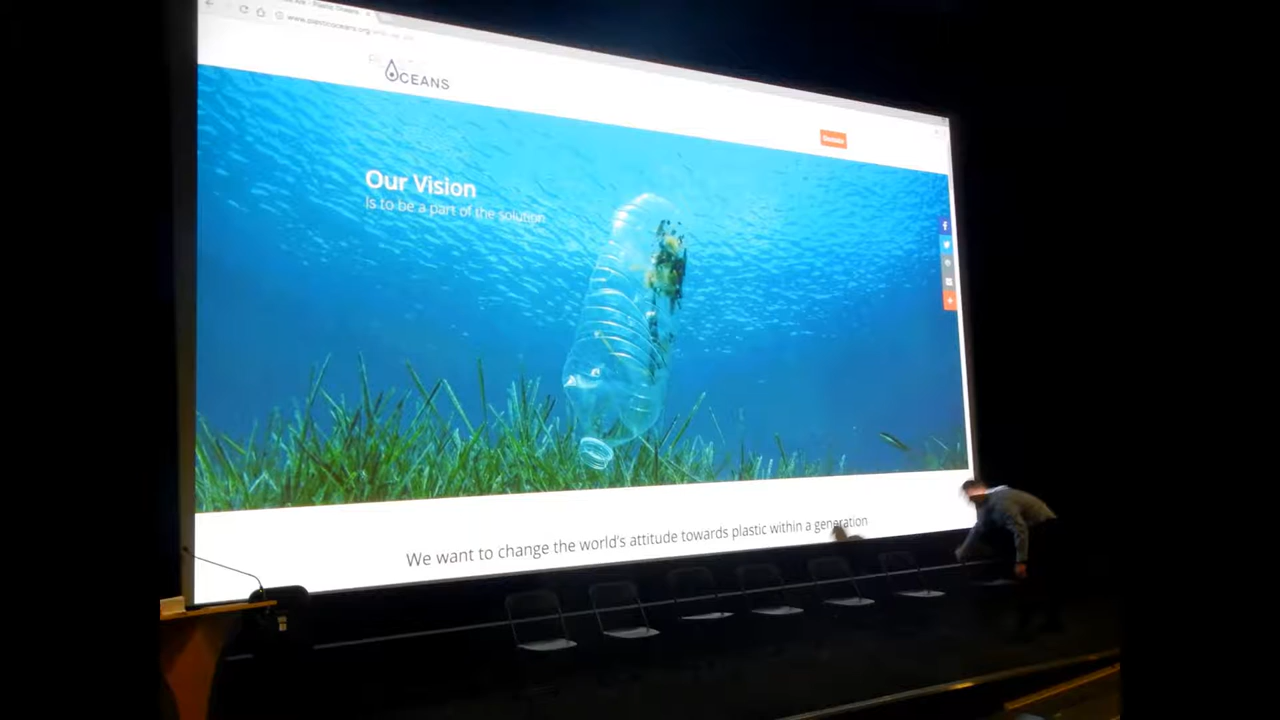 OCEANS
Donate
Our Vision
Is to be a part of the solution
We want to change the world's attitude towards plastic within a generation